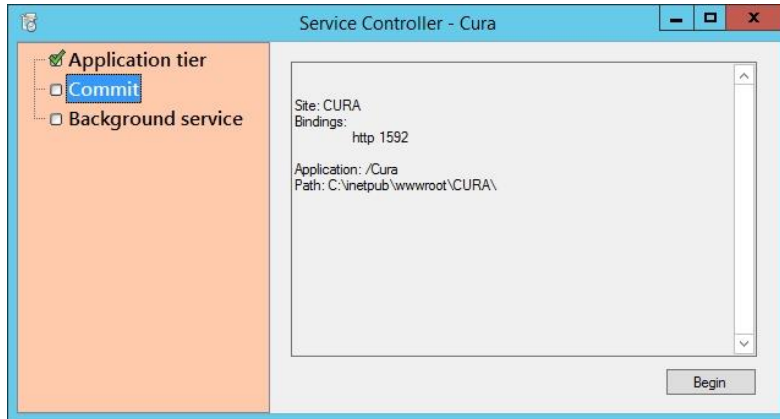 Service Controller - Cura
Application tier
Commit
Background service
Site: CURA
Bindings:
http 1592
Application: /Cura
Path: C:\inetpub\wwwroot\CURA\
Begin